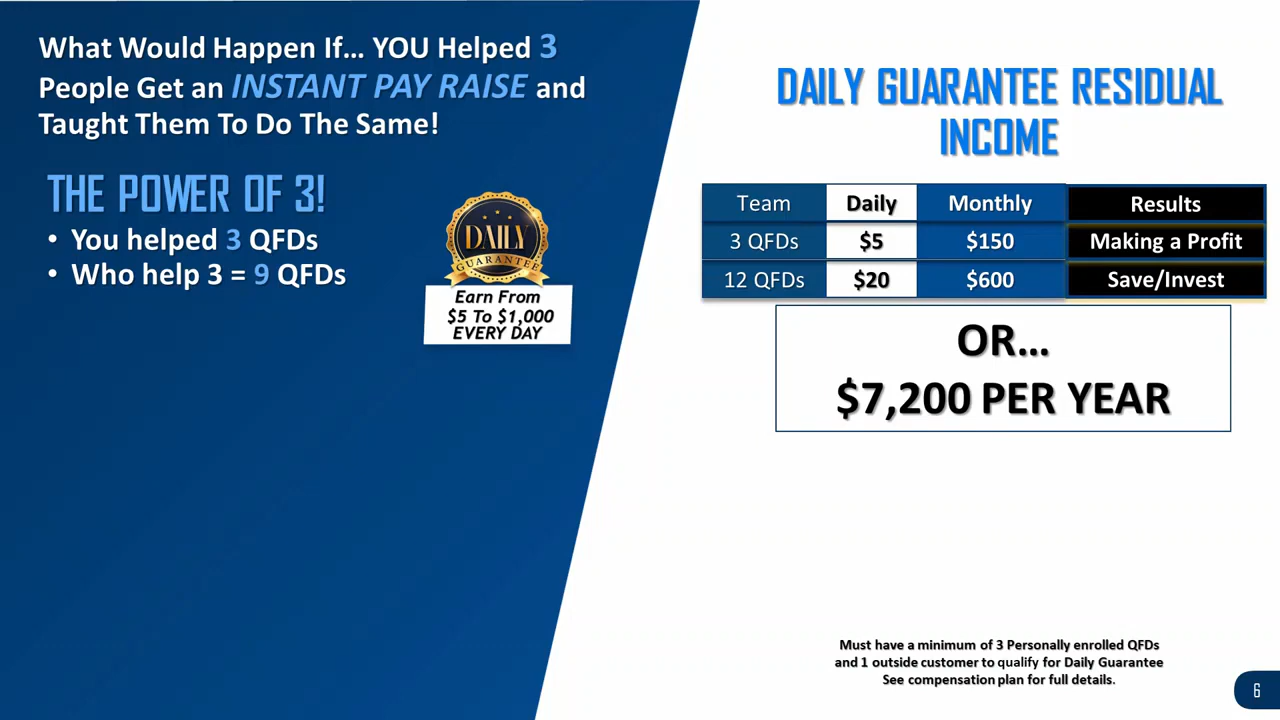 What Would Happen If... YOU Helped 3
People Get an INSTANT PAY RAISE and
Taught Them To Do The Same!
THE POWER OF 3!
• You helped 3 QFDs
• Who help 3 = 9 QFDs
DAILY
GUARANTEE
Earn From
$5 To $1,000
EVERY DAY
DAILY GUARANTEE RESIDUAL
INCOME
Team Daily Monthly Results
3 QFDs $5 $150 Making a Profit
12 QFDs $20 $600 Save/Invest
OR...
$7,200 PER YEAR
Must have a minimum of 3 Personally enrolled QFDs
and 1 outside customer to qualify for Daily Guarantee
See compensation plan for full details.
6